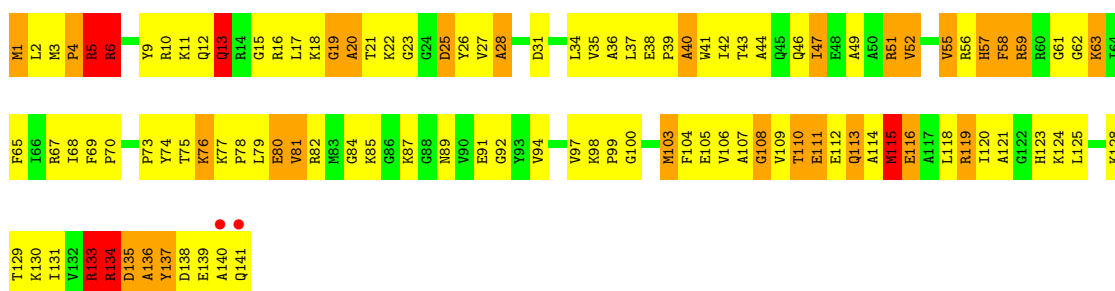 M1 L2 M3 P4 R5 R6 Y9 R10 K11 Q12 Q13 R14 G15 R16 L17 K18 G19 A20 T21 K22 G23 G24 D25 Y26 V27 A28 D31 L34 V35 A36 L37 E38 P39 A40 W41 I42 T43 A44 Q45 Q46 I47 E48 A49 A50 R51 V52 V55 R56 H57 F58 R59 R60 G61 G62 K63 I64
F65 I66 R67 I68 F69 P70 P73 Y74 T75 K76 K77 P78 L79 E80 V81 R82 M83 G84 K85 G86 K87 G88 N89 V90 E91 G92 Y93 V94 V97 K98 P99 G100 M103 F104 E105 V106 A107 G108 V109 T110 E111 E112 Q113 A114 M115 E116 A117 L118 R119 I120 A121 G122 H123 K124 L125
T129 K130 I131 V132 R133 R134 D135 A136 Y137 D138 E139 A140 Q141